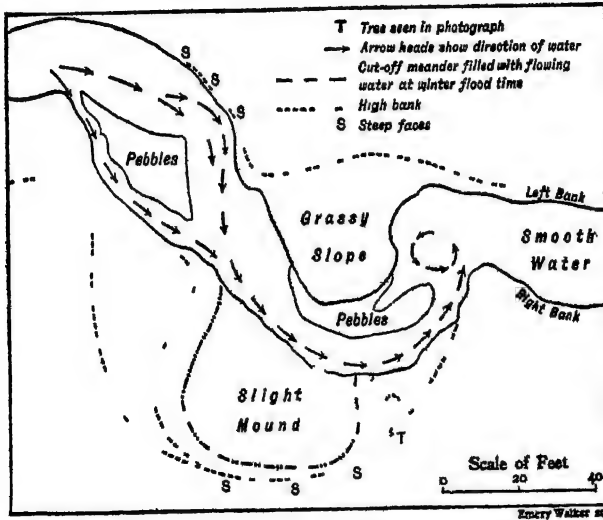 T Tree seen in photograph
Arrow heads show direction of water
Cut-off meander filled with flowing
water at winter flood time
High bank
S Steep faces
S
S
S
S
Pebbles
Left Bank
Grassy
Slope
Smooth
Water
Right Bank
Pebbles
Slight
Mound
T
S
S
S
Scale of Feet
0 20 40
Emery Walker